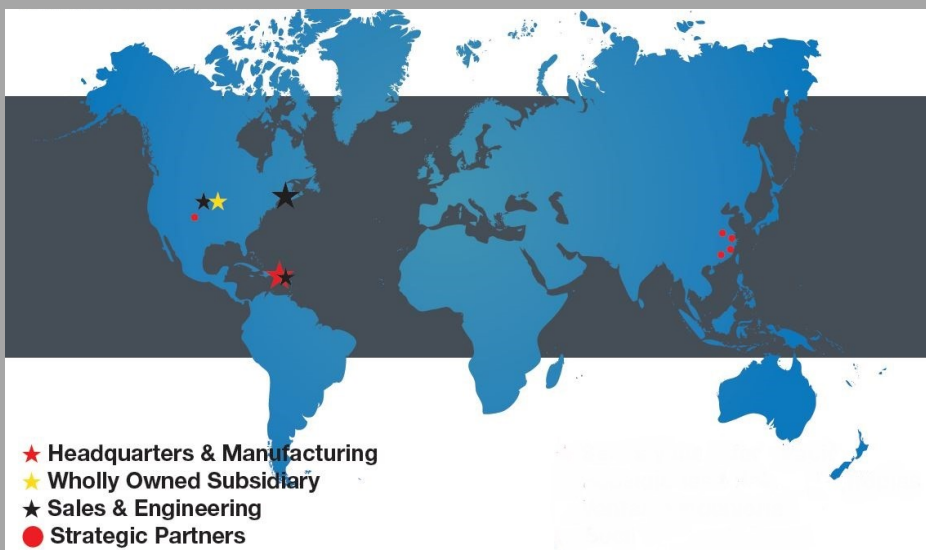 Headquarters & Manufacturing
Wholly Owned Subsidiary
Sales & Engineering
Strategic Partners